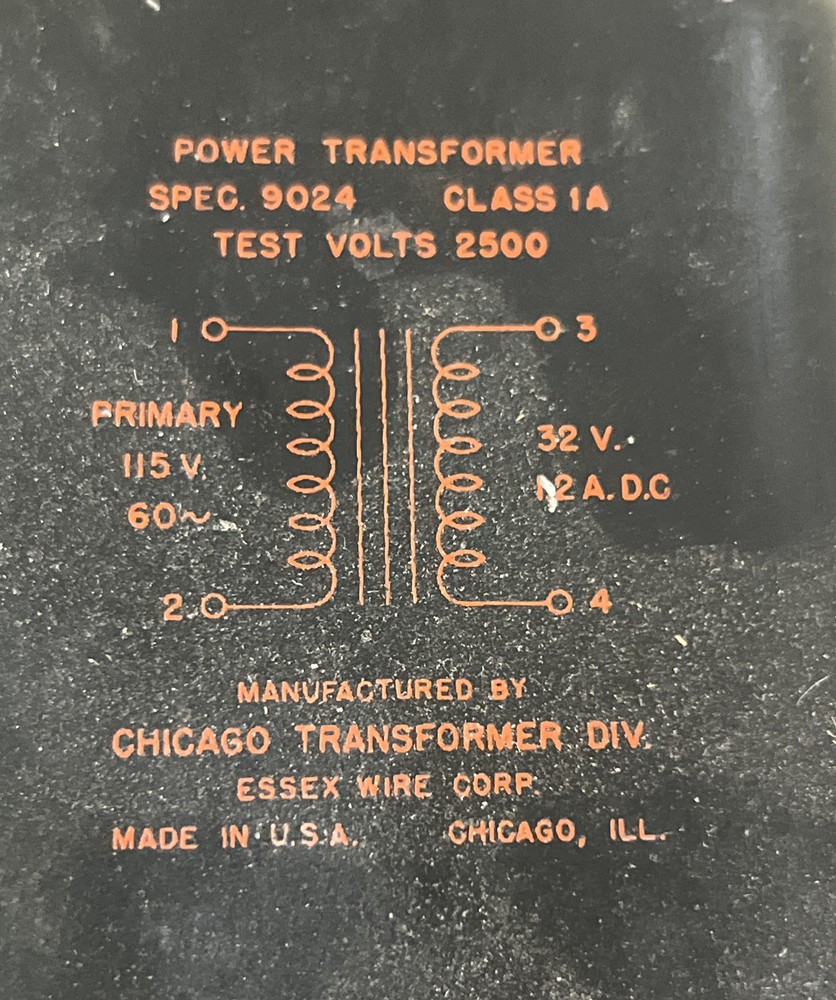 POWER TRANSFORMER
SPEC. 9024 CLASS 1A
TEST VOLTS 2500
1 3
PRIMARY
115 V.
60~
32 V.
A. D.C
2 4
MANUFACTURED BY
CHICAGO TRANSFORMER DIV.
ESSEX WIRE CORP.
MADE IN U.S.A. CHICAGO, ILL.